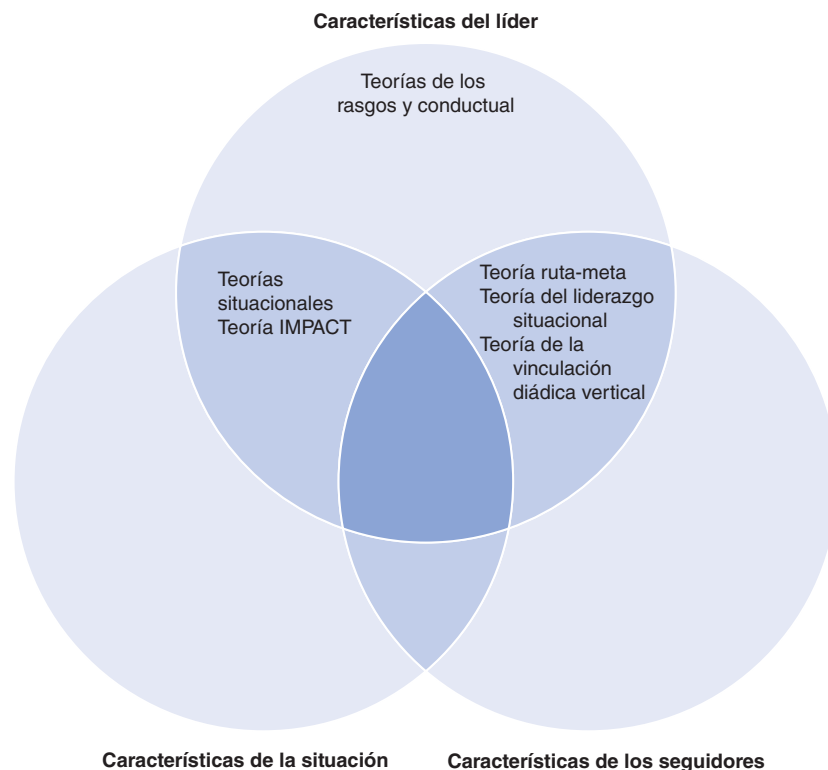 Características del líder
Teorías de los
rasgos y conductual
Teorías
situacionales
Teoría IMPACT
Teoría ruta-meta
Teoría del liderazgo
situacional
Teoría de la
vinculación
diádica vertical
Características de la situación
Características de los seguidores